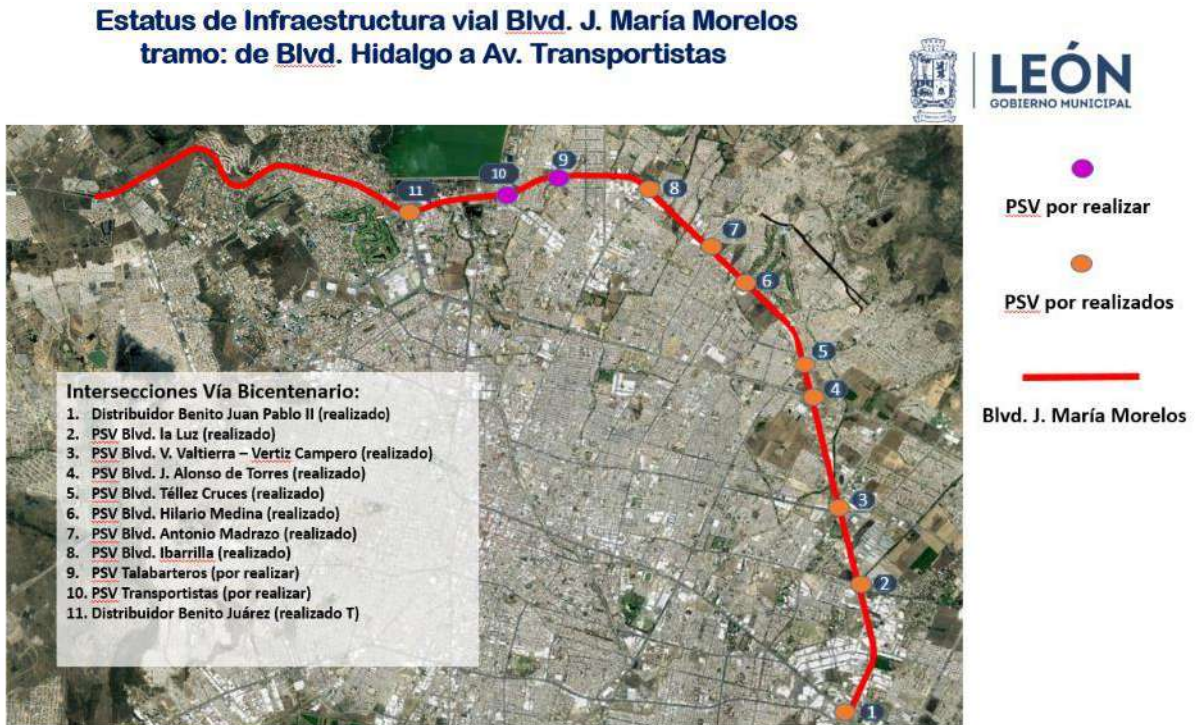 Estatus de Infraestructura vial Blvd. J. María Morelos
tramo: de Blvd. Hidalgo a Av. Transportistas
LEÓN
GOBIERNO MUNICIPAL
PSV por realizar
PSV por realizados
Blvd. J. María Morelos
11
10
9
8
7
6
5
4
3
2
1
Intersecciones Vía Bicentenario:
1. Distribuidor Benito Juan Pablo II (realizado)
2. PSV Blvd. la Luz (realizado)
3. PSV Blvd. V. Valtierra – Vertiz Campero (realizado)
4. PSV Blvd. J. Alonso de Torres (realizado)
5. PSV Blvd. Téllez Cruces (realizado)
6. PSV Blvd. Hilario Medina (realizado)
7. PSV Blvd. Antonio Madrazo (realizado)
8. PSV Blvd. Ibarrilla (realizado)
9. PSV Talabarteros (por realizar)
10. PSV Transportistas (por realizar)
11. Distribuidor Benito Juárez (realizado T)